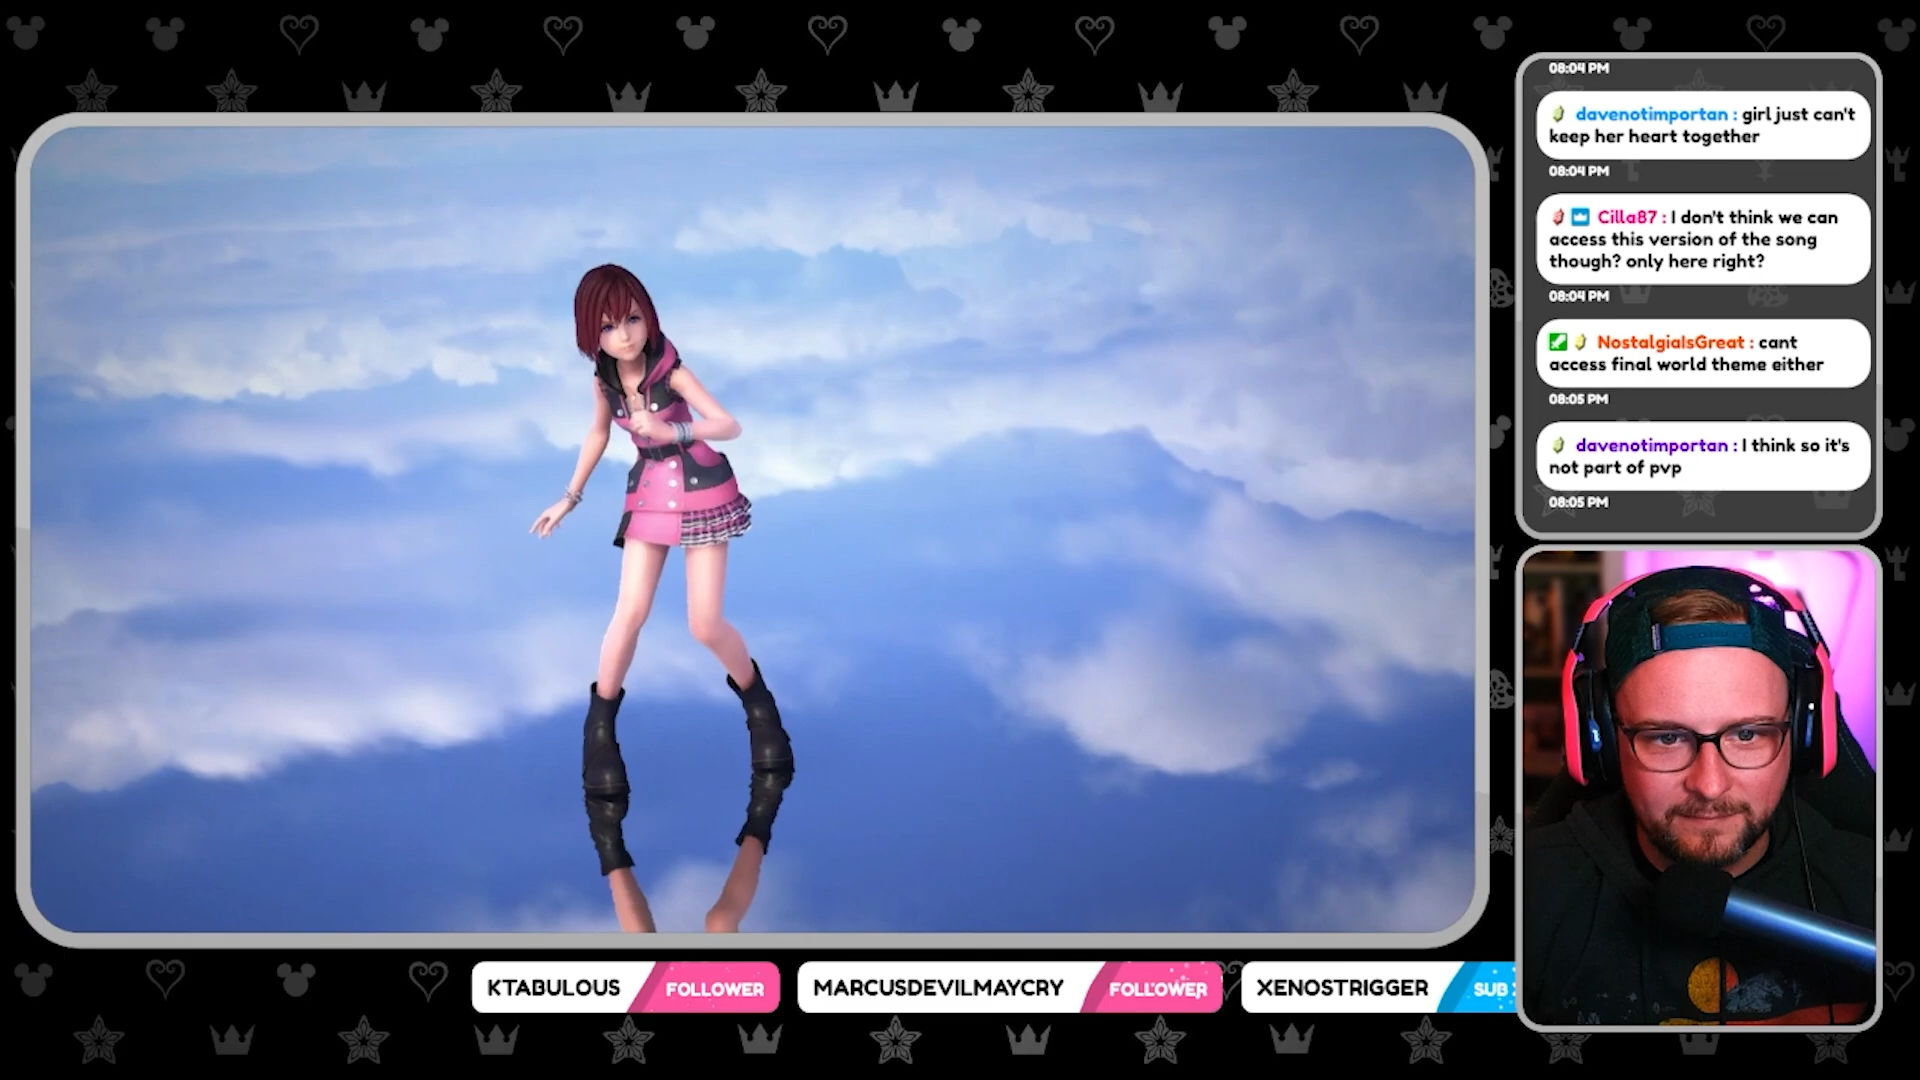 08:04 PM
davenotimportan : girl just can't
keep her heart together
08:04 PM
Cilla87 : I don't think we can
access this version of the song
though? only here right?
08:04 PM
NostalgiaIsGreat : cant
access final world theme either
08:05 PM
davenotimportan : I think so it's
not part of pvp
08:05 PM
KTABULOUS FOLLOWER
MARCUSDEVILMAYCRY FOLLOWER
XENOSTRIGGER SUB